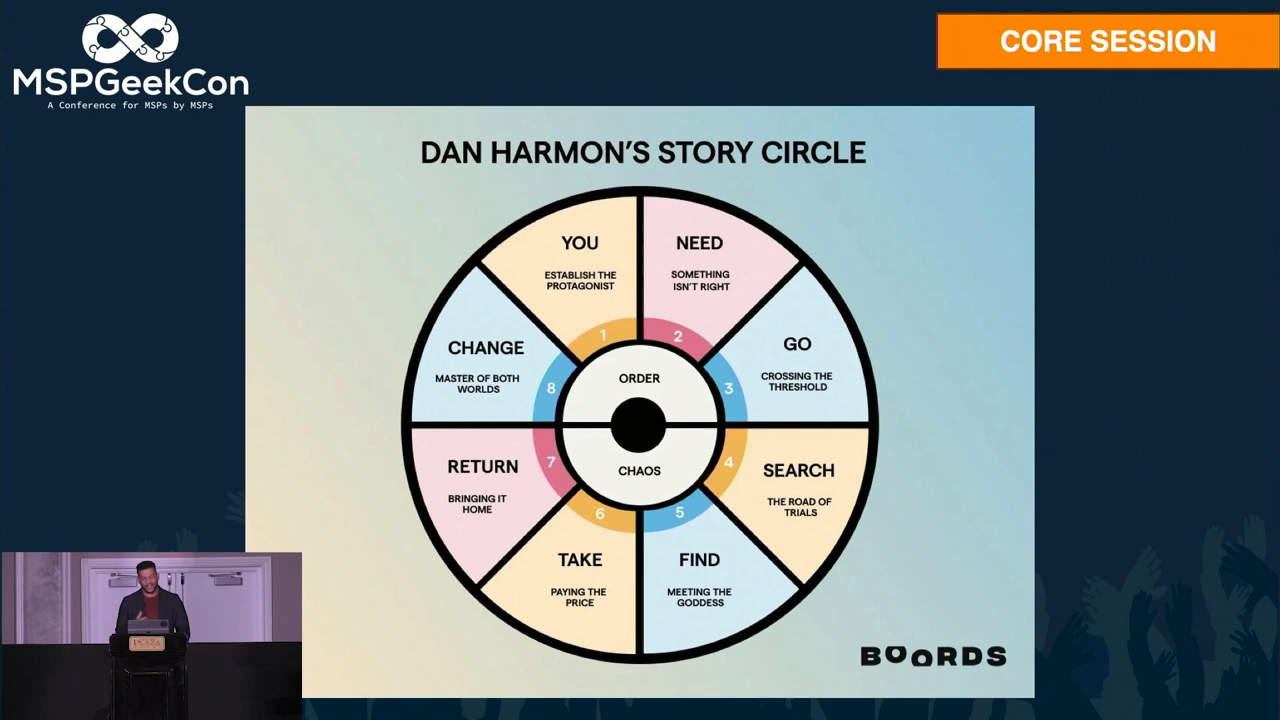 MSPGeekCon
A Conference for MSPs by MSPs
CORE SESSION
DAN HARMON'S STORY CIRCLE
YOU
ESTABLISH THE
PROTAGONIST
1
NEED
SOMETHING
ISN'T RIGHT
2
GO
CROSSING THE
THRESHOLD
3
SEARCH
THE ROAD OF
TRIALS
4
FIND
MEETING THE
GODDESS
5
TAKE
PAYING THE
PRICE
6
RETURN
BRINGING IT
HOME
7
CHANGE
MASTER OF BOTH
WORLDS
8
ORDER
CHAOS
BOORDS
PLAZA